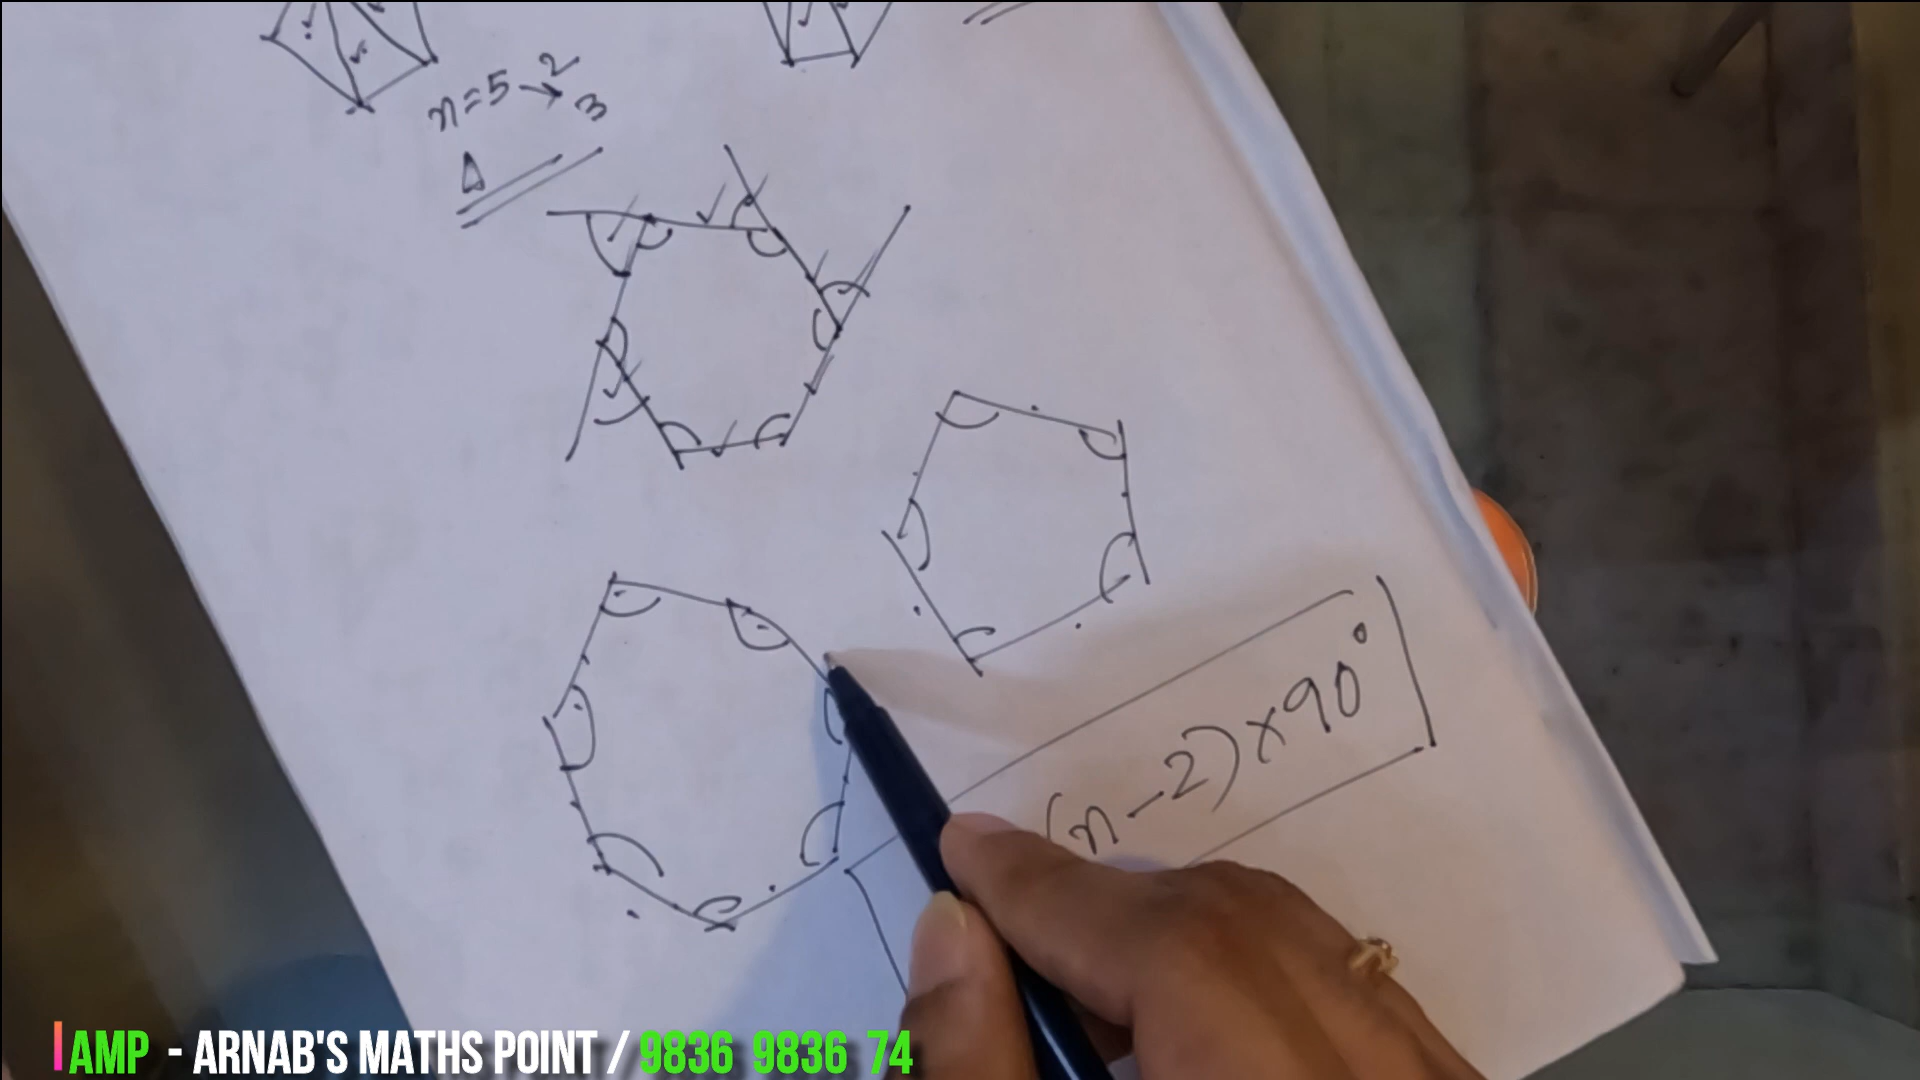 n=5→2
3
Δ
(n-2)×90°
AMP - ARNAB'S MATHS POINT / 9836 9836 74